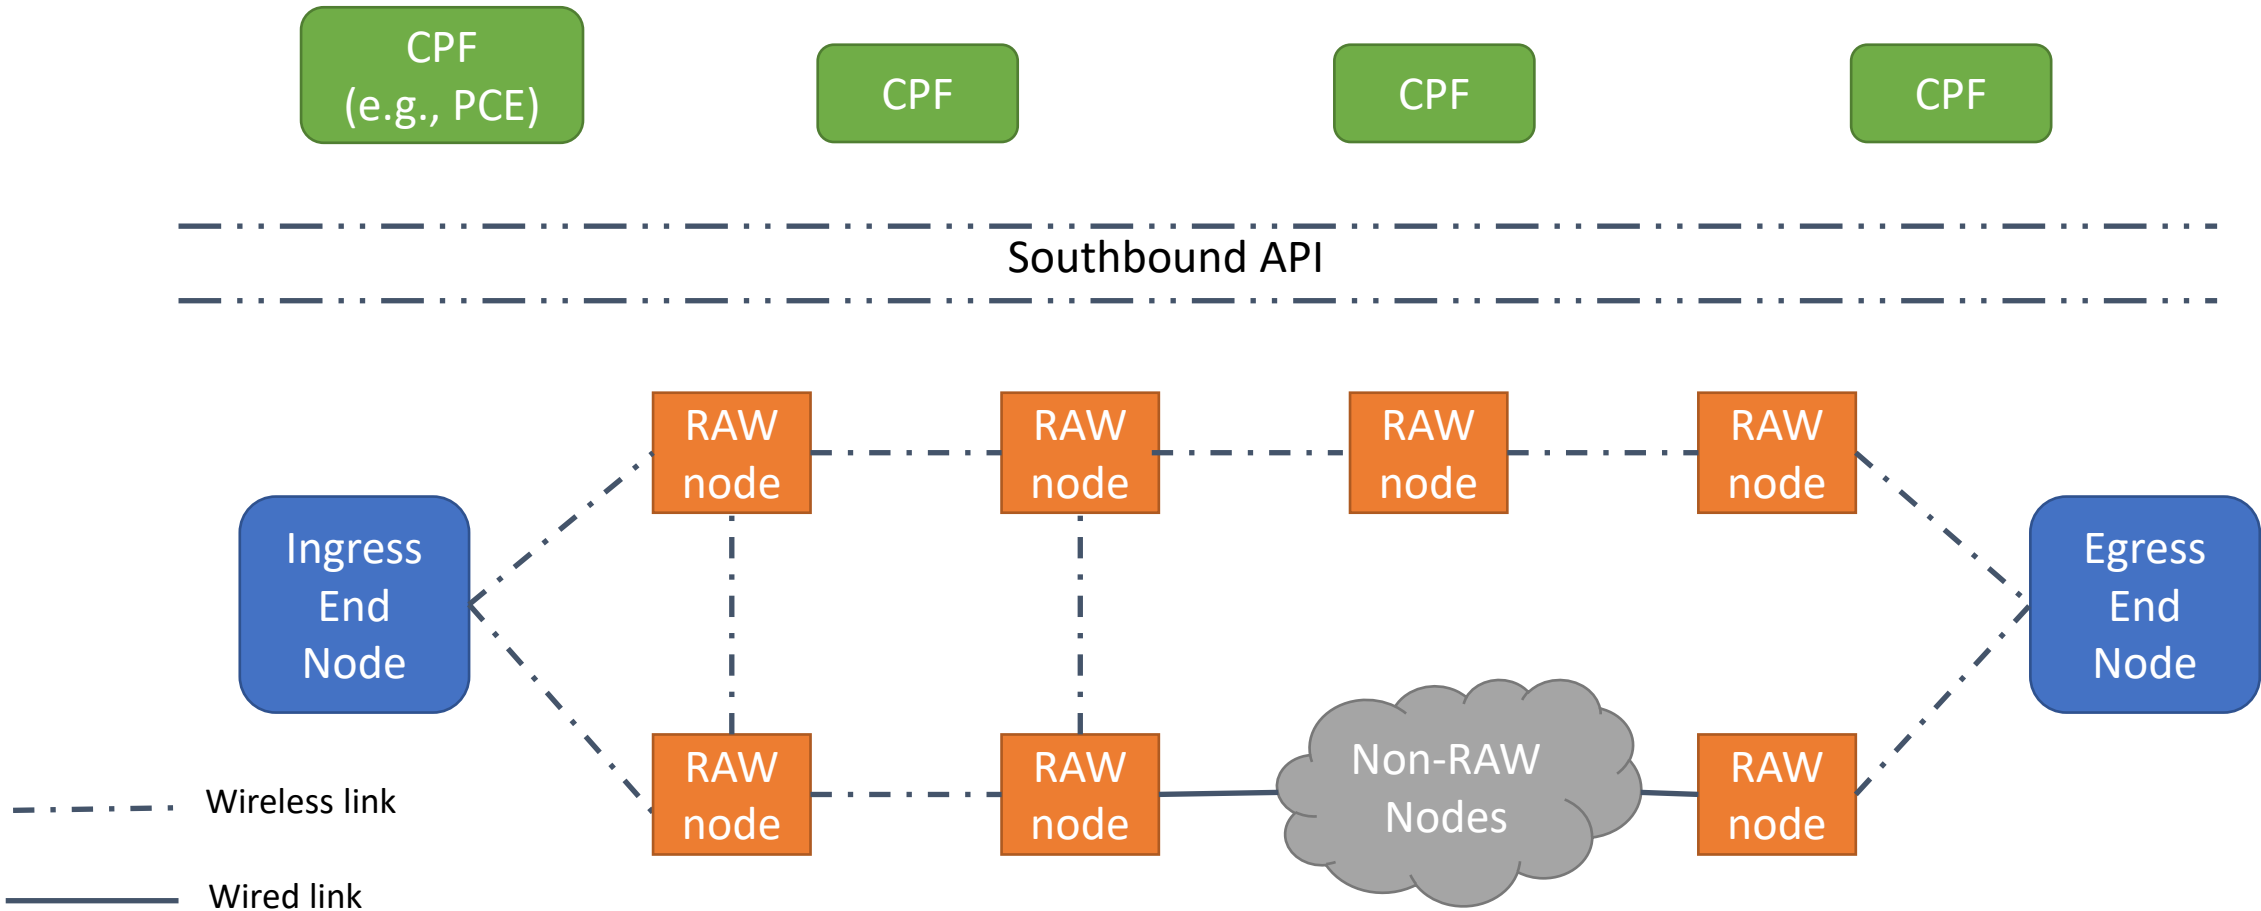 CPF
(e.g., PCE)
CPF
CPF
CPF
Southbound API
RAW
node
RAW
node
RAW
node
RAW
node
Ingress
End
Node
Egress
End
Node
RAW
node
RAW
node
Non-RAW
Nodes
RAW
node
Wireless link
Wired link